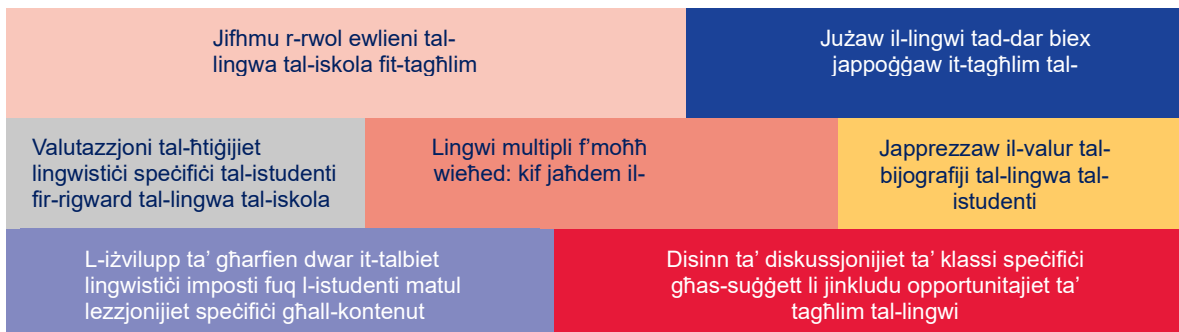 Jifhmu r-rwol ewlieni tal-
lingwa tal-iskola fit-tagħlim
Jużaw il-lingwi tad-dar biex
jappoġġaw it-tagħlim tal-
Valutazzjoni tal-ħtiġijiet
lingwistiċi speċifiċi tal-istudenti
fir-rigward tal-lingwa tal-iskola
Lingwi multipli f’moħħ
wieħed: kif jaħdem il-
Japprezzaw il-valur tal-
bijografiji tal-lingwa tal-
istudenti
L-iżvilupp ta’ għarfien dwar it-talbiet
lingwistiċi imposti fuq l-istudenti matul
lezzjonijiet speċifiċi għall-kontenut
Disinn ta’ diskussjonijiet ta’ klassi speċifiċi
għas-suġġett li jinkludu opportunitajiet ta’
tagħlim tal-lingwi